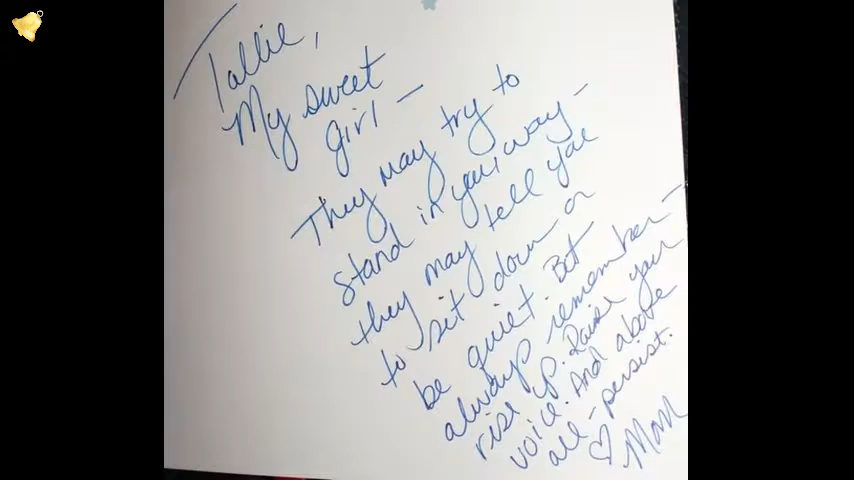 Tallie,
My sweet
girl —
They may try to
stand in your way —
they may tell you
to sit down or
be quiet. But
always remember —
rise up. Raise your
voice. And above
all - persist.
♡ Mom